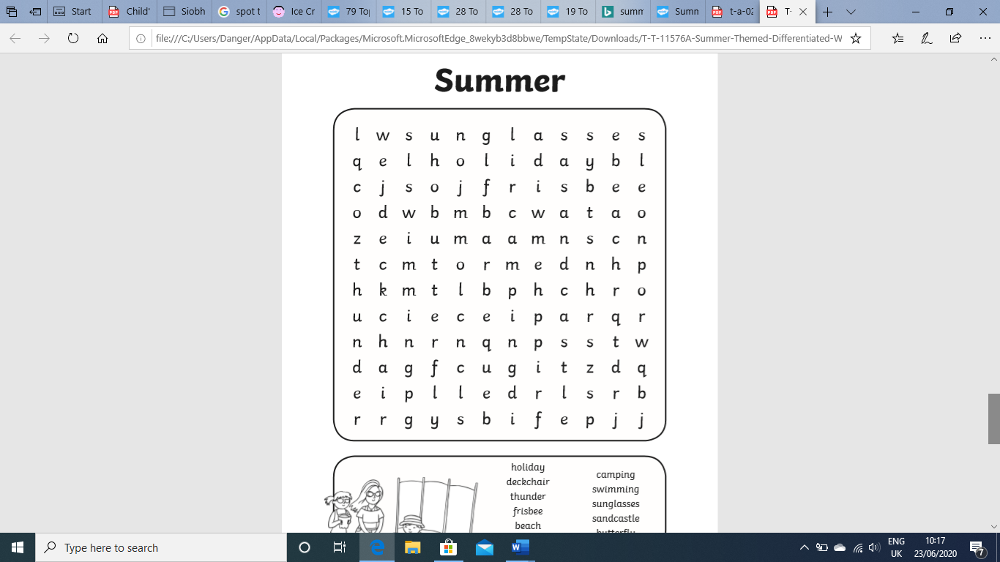 Start
Child'
Siobh
spot t
Ice Cr
79 To
15 To
28 To
28 To
19 To
summ
Summ
t-a-02
T-
file:///C:/Users/Danger/AppData/Local/Packages/Microsoft.MicrosoftEdge_8wekyb3d8bbwe/TempState/Downloads/T-T-11576A-Summer-Themed-Differentiated-W
Summer
l w s u n g l a s s e s
q e l h o l i d a y b l
c j s o j f r i s b e e
o d w b m b c w a t a o
z e i u m a a m n s c n
t c m t o r m e d n h p
h k m t l b p h c h r o
u c i e c e i p a r q r
n h n r n q n p s s t w
d a g f c u g i t z d q
e i p l l e d r l s r b
r r g y s b i f e p j j
holiday
deckchair
thunder
frisbee
beach
camping
swimming
sunglasses
sandcastle
butterfly
Type here to search
ENG
UK
10:17
23/06/2020
7